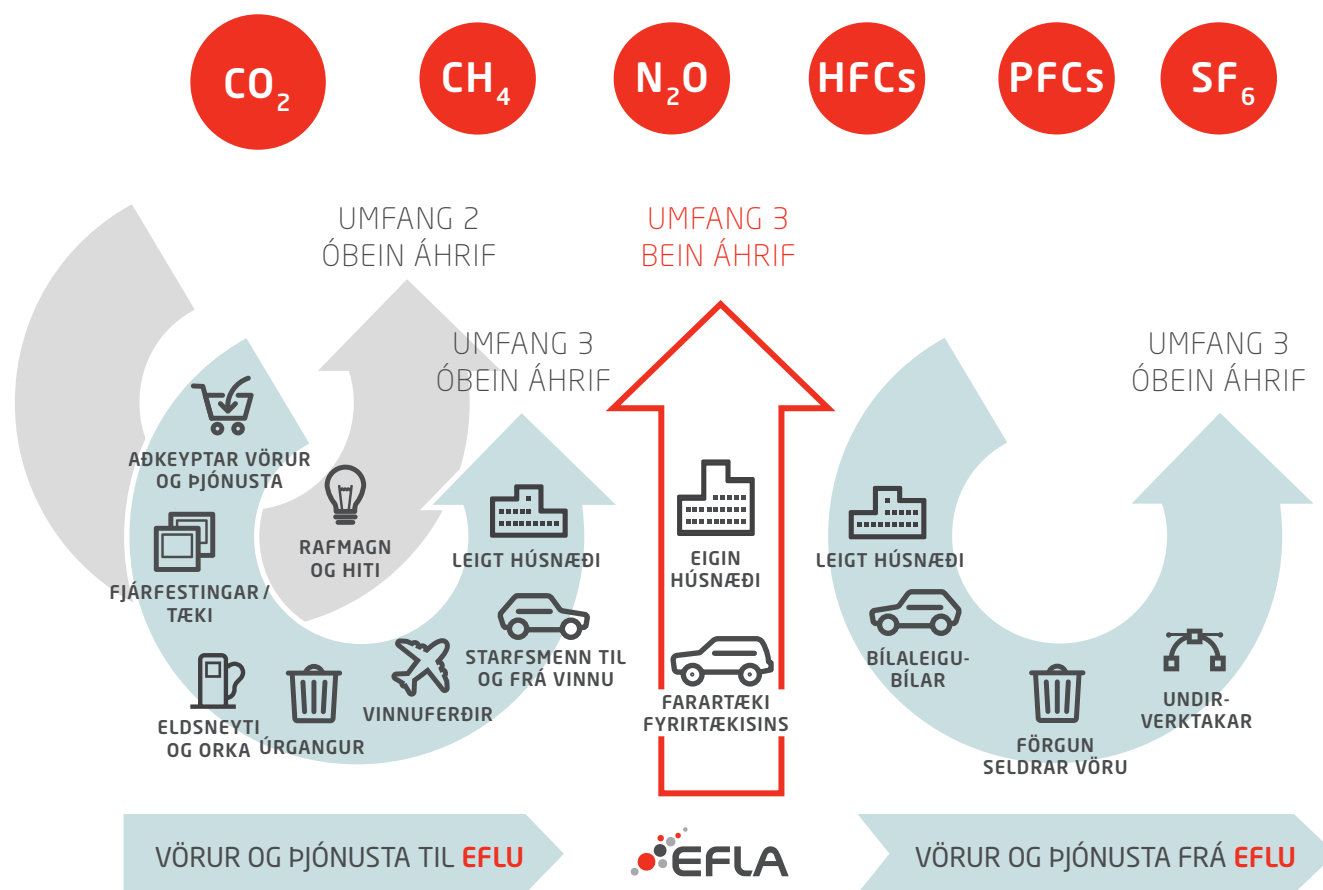 CO₂
CH₄
N₂O
HFCs
PFCs
SF₆
UMFANG 2
ÓBEIN ÁHRIF
UMFANG 3
BEIN ÁHRIF
UMFANG 3
ÓBEIN ÁHRIF
UMFANG 3
ÓBEIN ÁHRIF
AÐKEYPTAR VÖRUR
OG ÞJÓNUSTA
RAFMAGN
OG HITI
LEIGT HÚSNÆÐI
FJÁRFESTINGAR /
TÆKI
STARFSMENN TIL
OG FRÁ VINNU
VINNUFERÐIR
ELDSNEYTI
OG ORKA
ÚRGANGUR
EIGIN
HÚSNÆÐI
FARARTÆKI
FYRIRTÆKISINS
LEIGT HÚSNÆÐI
BÍLALEIGU-
BÍLAR
FÖRGUN
SELDRAR VÖRU
UNDIR-
VERKTAKAR
VÖRUR OG ÞJÓNUSTA TIL EFLU
EFLA
VÖRUR OG ÞJÓNUSTA FRÁ EFLU